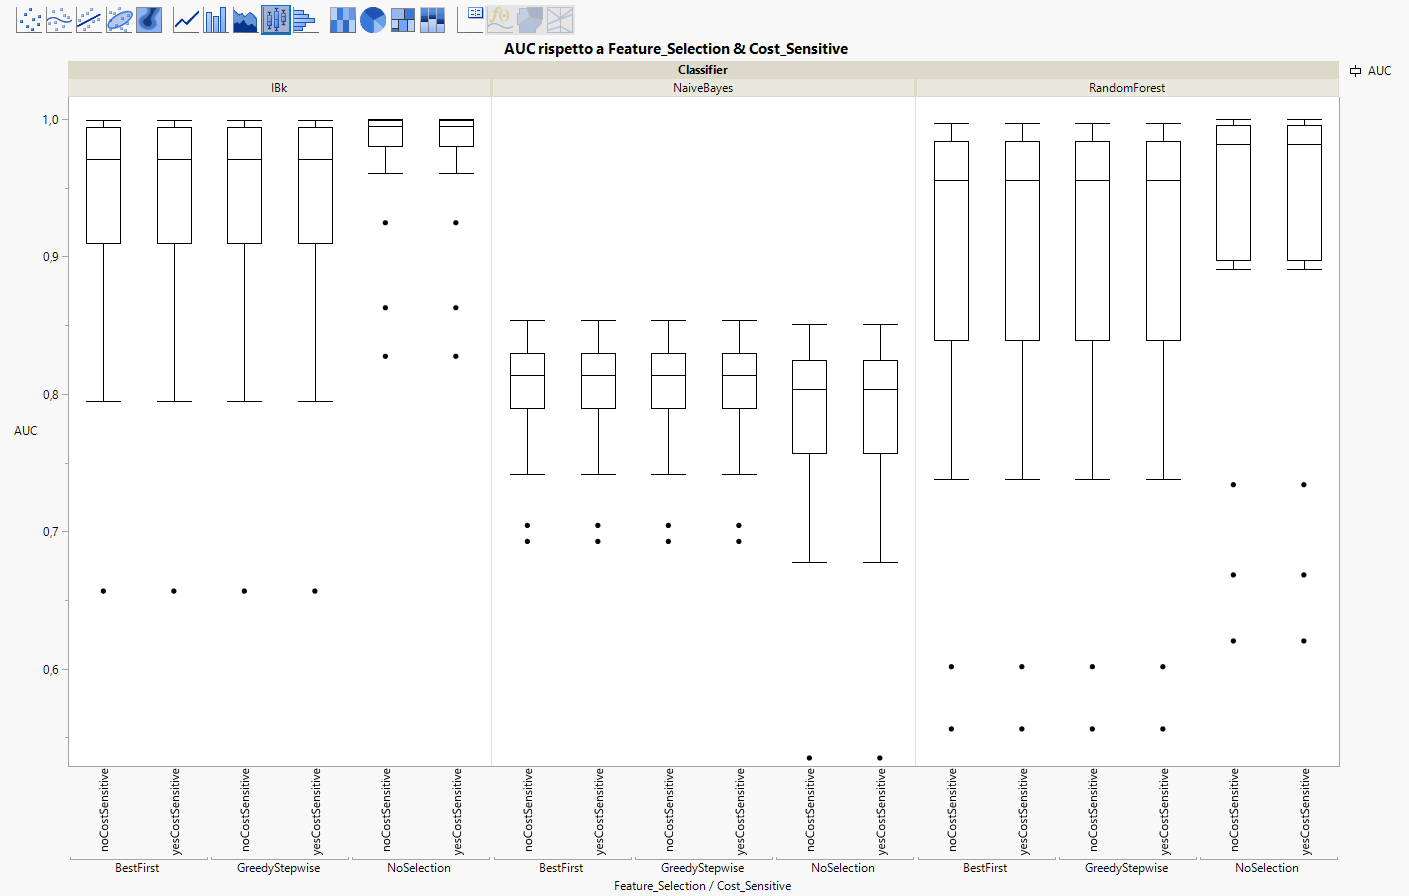 AUC rispetto a Feature_Selection & Cost_Sensitive
Classifier
IBk NaiveBayes RandomForest
AUC
1,0
0,9
0,8
0,7
0,6
AUC
noCostSensitive yesCostSensitive noCostSensitive yesCostSensitive noCostSensitive yesCostSensitive noCostSensitive yesCostSensitive noCostSensitive yesCostSensitive noCostSensitive yesCostSensitive noCostSensitive yesCostSensitive noCostSensitive yesCostSensitive noCostSensitive yesCostSensitive
BestFirst GreedyStepwise NoSelection BestFirst GreedyStepwise NoSelection BestFirst GreedyStepwise NoSelection
Feature_Selection / Cost_Sensitive